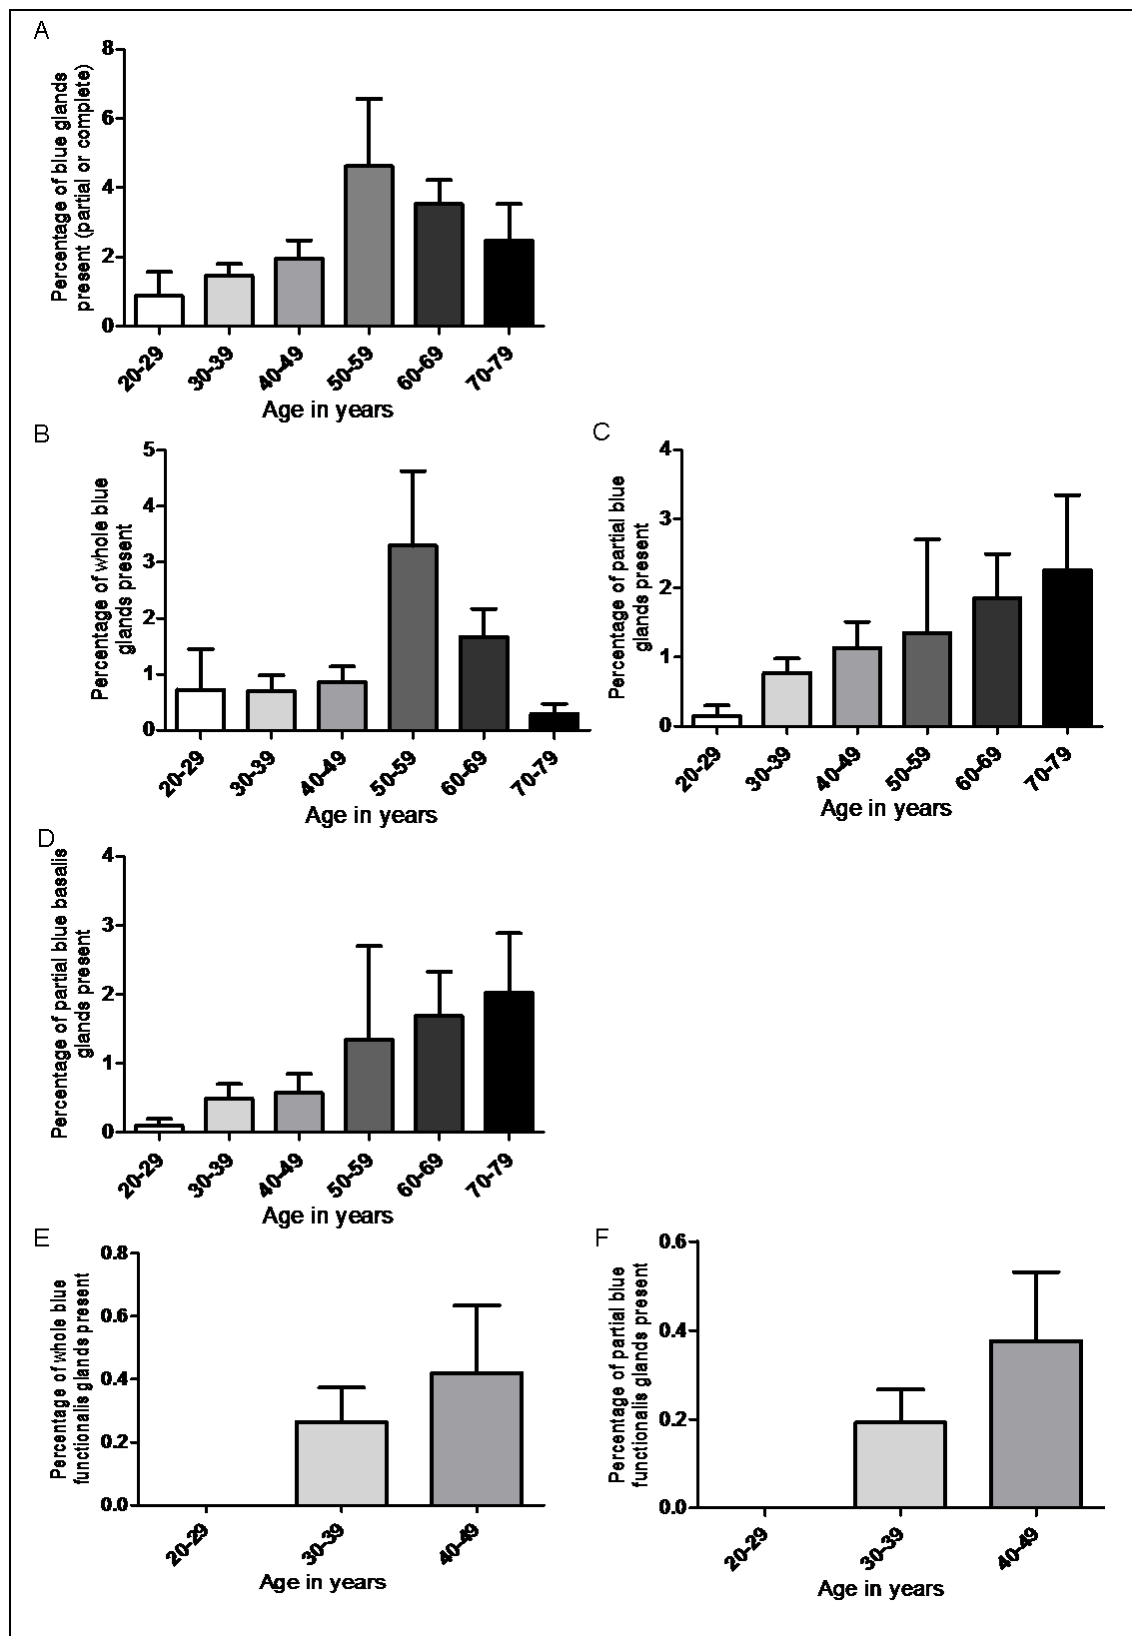 A
Percentage of blue glands
present (partial or complete)
8
6
4
2
0
20-29
30-39
40-49
50-59
60-69
70-79
Age in years
B
Percentage of whole blue
glands present
5
4
3
2
1
0
20-29
30-39
40-49
50-59
60-69
70-79
Age in years
C
Percentage of partial blue
glands present
4
3
2
1
0
20-29
30-39
40-49
50-59
60-69
70-79
Age in years
D
Percentage of partial blue basalis
glands present
4
3
2
1
0
20-29
30-39
40-49
50-59
60-69
70-79
Age in years
E
Percentage of whole blue
functionalis glands present
0.8
0.6
0.4
0.2
0.0
20-29
30-39
40-49
Age in years
F
Percentage of partial blue
functionalis glands present
0.6
0.4
0.2
0.0
20-29
30-39
40-49
Age in years